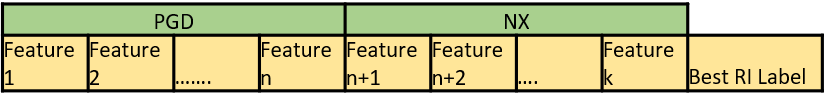 PGD NX
Feature 1 Feature 2 ....... Feature n Feature n+1 Feature n+2 .... Feature k Best RI Label